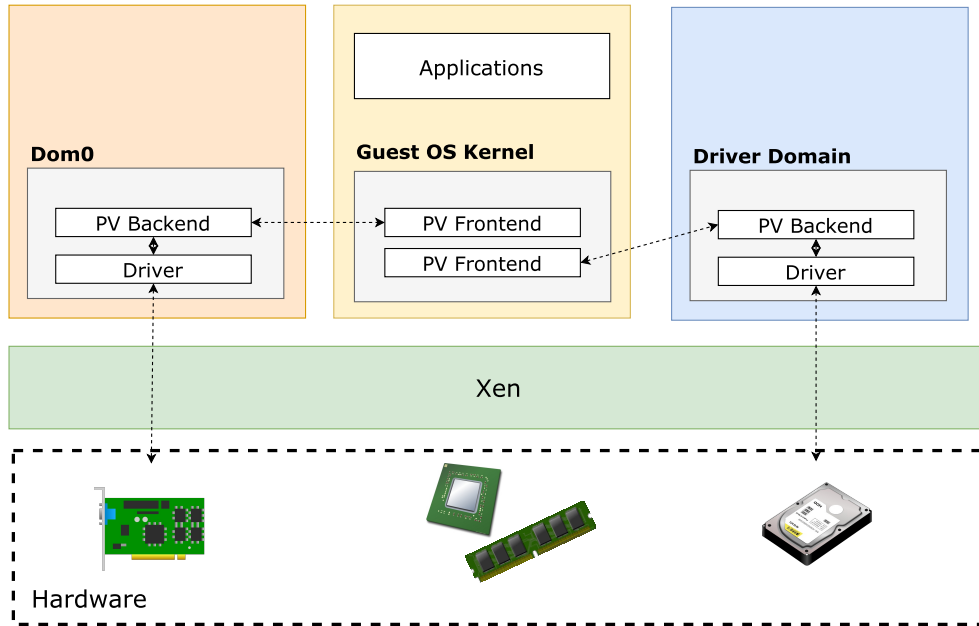 Applications
Dom0
Guest OS Kernel
Driver Domain
PV Backend
PV Frontend
PV Backend
Driver
PV Frontend
Driver
Xen
Hardware